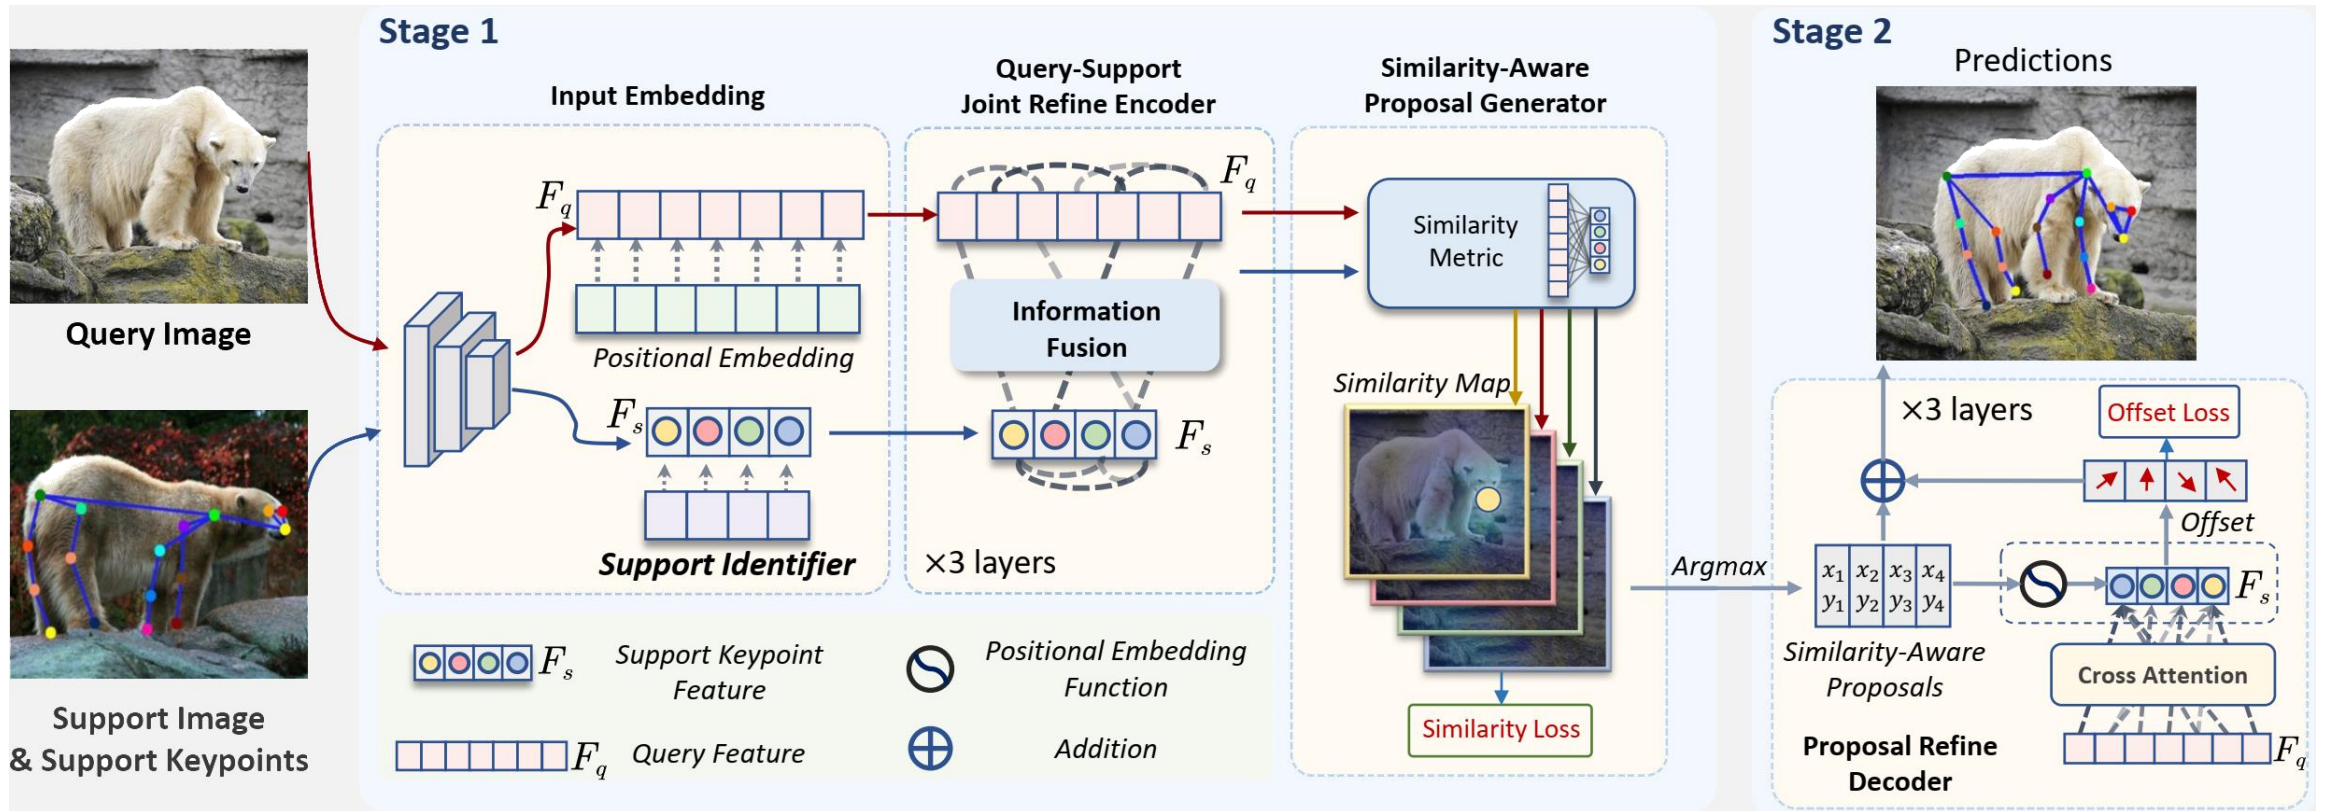 Stage 1
Stage 2
Query Image
Support Image
& Support Keypoints
Input Embedding
F_q
Positional Embedding
F_s
Support Identifier
Query-Support
Joint Refine Encoder
F_q
Information
Fusion
F_s
×3 layers
Similarity-Aware
Proposal Generator
Similarity
Metric
Similarity Map
Similarity Loss
Argmax
F_s
Support Keypoint
Feature
Positional Embedding
Function
F_q
Query Feature
Addition
Predictions
×3 layers
Offset Loss
Offset
x₁ x₂ x₃ x₄
y₁ y₂ y₃ y₄
F_s
Similarity-Aware
Proposals
Cross Attention
Proposal Refine
Decoder
F_q